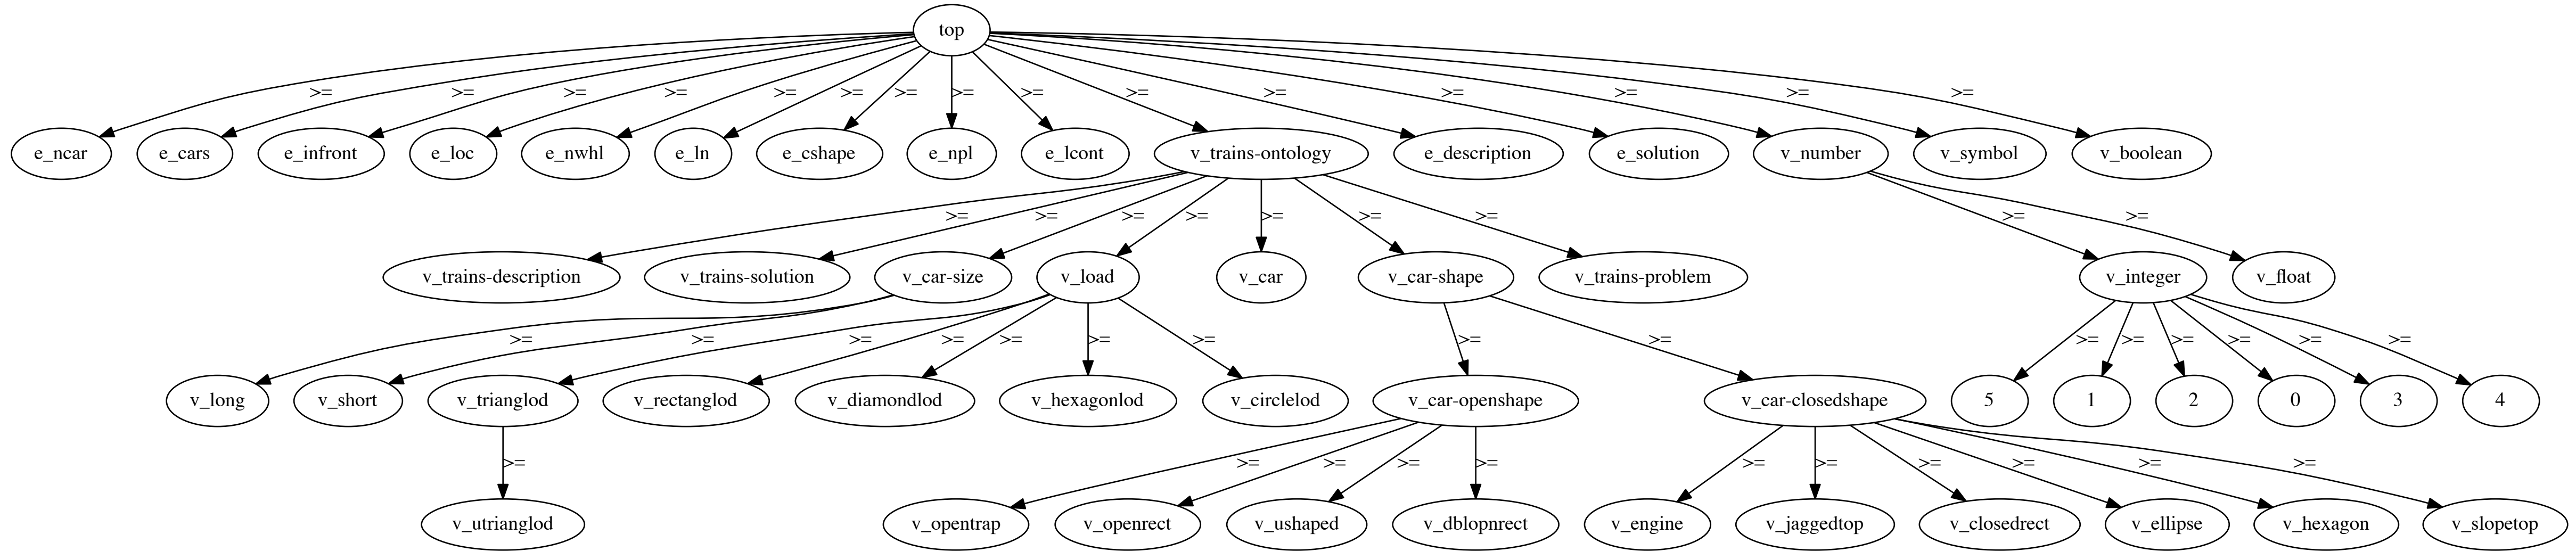 top
>= >= >= >= >= >= >= >= >= >= >= >= >= >= >=
e_ncar e_cars e_infront e_loc e_nwhl e_ln e_cshape e_npl e_lcont v_trains-ontology e_description e_solution v_number v_symbol v_boolean
>= >= >= >= >= >= >= >= >=
v_trains-description v_trains-solution v_car-size v_load v_car v_car-shape v_trains-problem v_integer v_float
>= >= >= >= >= >= >= >= >= >= >= >= >= >= >=
v_long v_short v_trianglod v_rectanglod v_diamondlod v_hexagonlod v_circlelod v_car-openshape v_car-closedshape 5 1 2 0 3 4
>= >= >= >= >= >= >= >= >= >= >=
v_utrianglod v_opentrap v_openrect v_ushaped v_dblopnrect v_engine v_jaggedtop v_closedrect v_ellipse v_hexagon v_slopetop